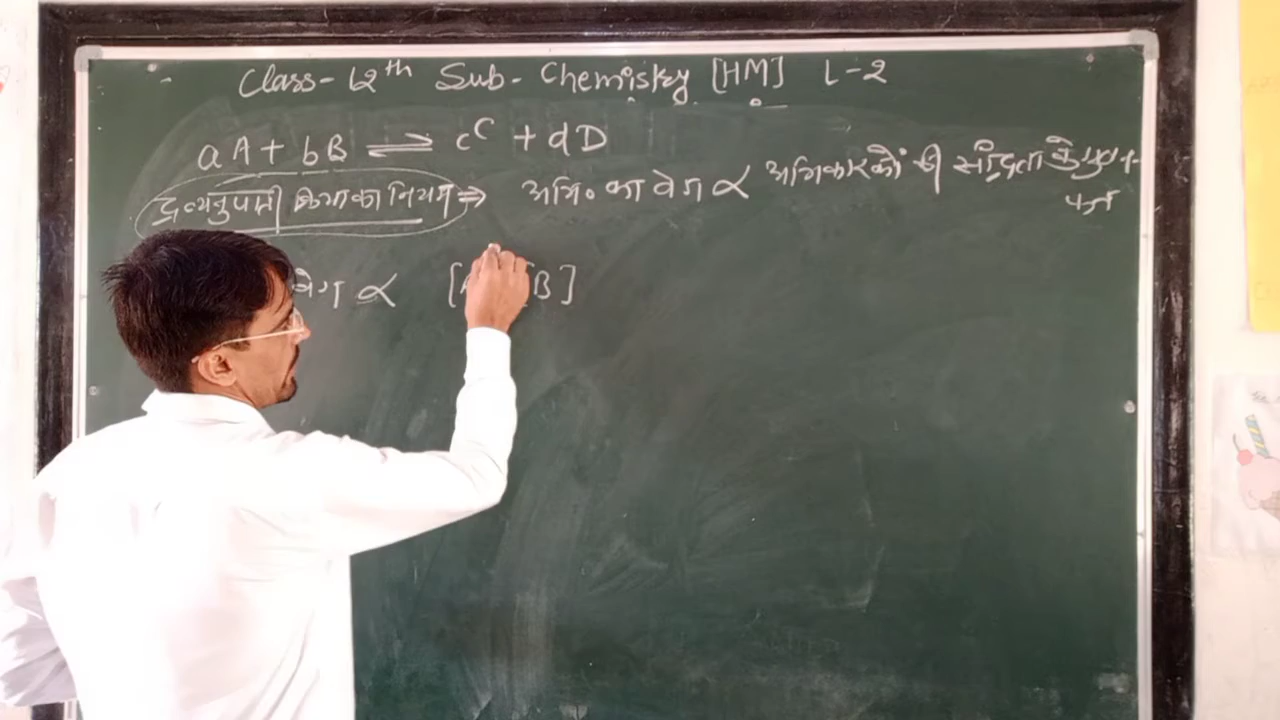 Class-12th Sub-Chemistry [HM] L-2
aA + bB ⇌ cC + dD
द्रव्यनुपाती क्रिया का नियम ⇒ अभि० का वेग ∝ अभिकारकों की सांद्रता के गुणन
फल
वेग ∝ [A] [B]